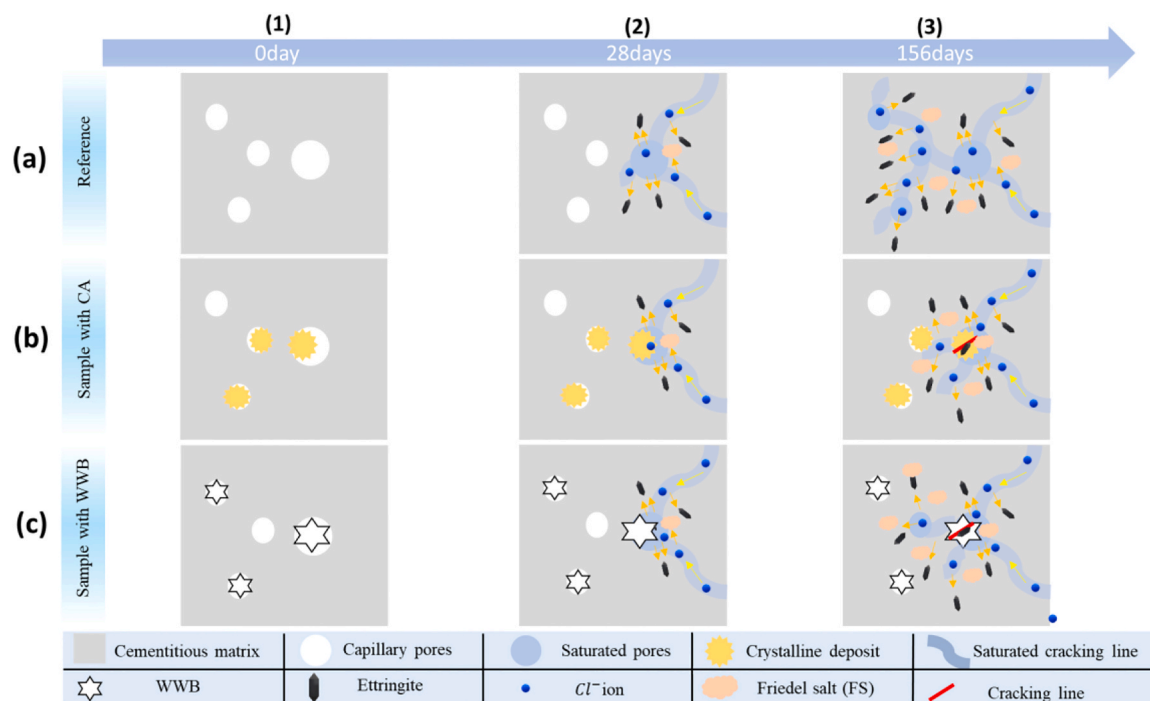 (1) (2) (3)
0day 28days 156days
(a) Reference
(b) Sample with CA
(c) Sample with WWB
Cementitious matrix Capillary pores Saturated pores Crystalline deposit Saturated cracking line
WWB Ettringite Cl⁻ion Friedel salt (FS) Cracking line